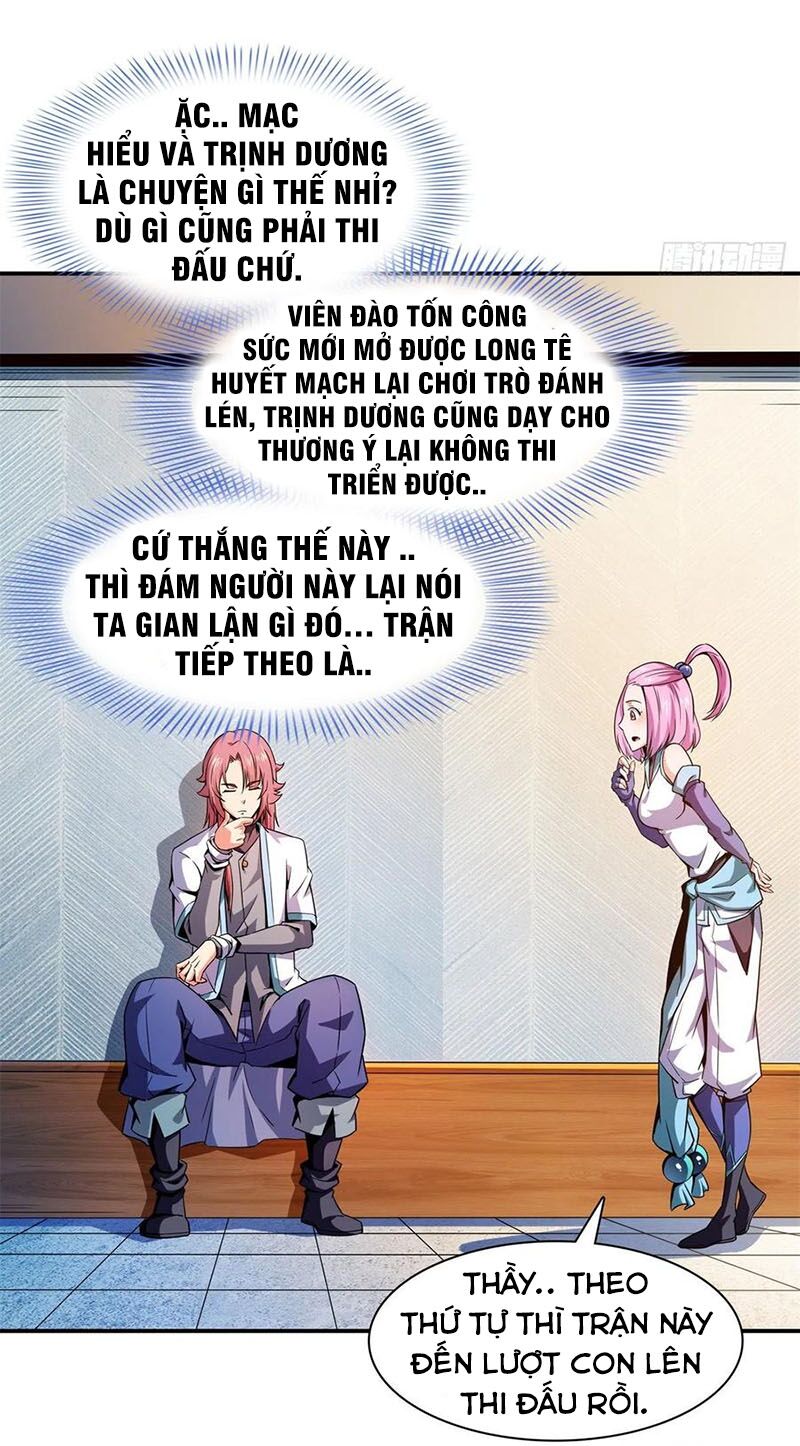 ẶC.. MẠC
HIỂU VÀ TRỊNH DƯƠNG
LÀ CHUYỆN GÌ THẾ NHỈ?
DÙ GÌ CŨNG PHẢI THI
ĐẤU CHỨ.
腾讯动漫
VIÊN ĐÀO TỐN CÔNG
SỨC MỚI MỞ ĐƯỢC LONG TÊ
HUYẾT MẠCH LẠI CHƠI TRÒ ĐÁNH
LÉN, TRỊNH DƯƠNG CŨNG DẠY CHO
THƯƠNG Ý LẠI KHÔNG THI
TRIỂN ĐƯỢC..
CỨ THẮNG THẾ NÀY ..
THÌ ĐÁM NGƯỜI NÀY LẠI NÓI
TA GIAN LẬN GÌ ĐÓ... TRẬN
TIẾP THEO LÀ..
THẦY.. THEO
THỨ TỰ THÌ TRẬN NÀY
ĐẾN LƯỢT CON LÊN
THI ĐẤU RỒI.